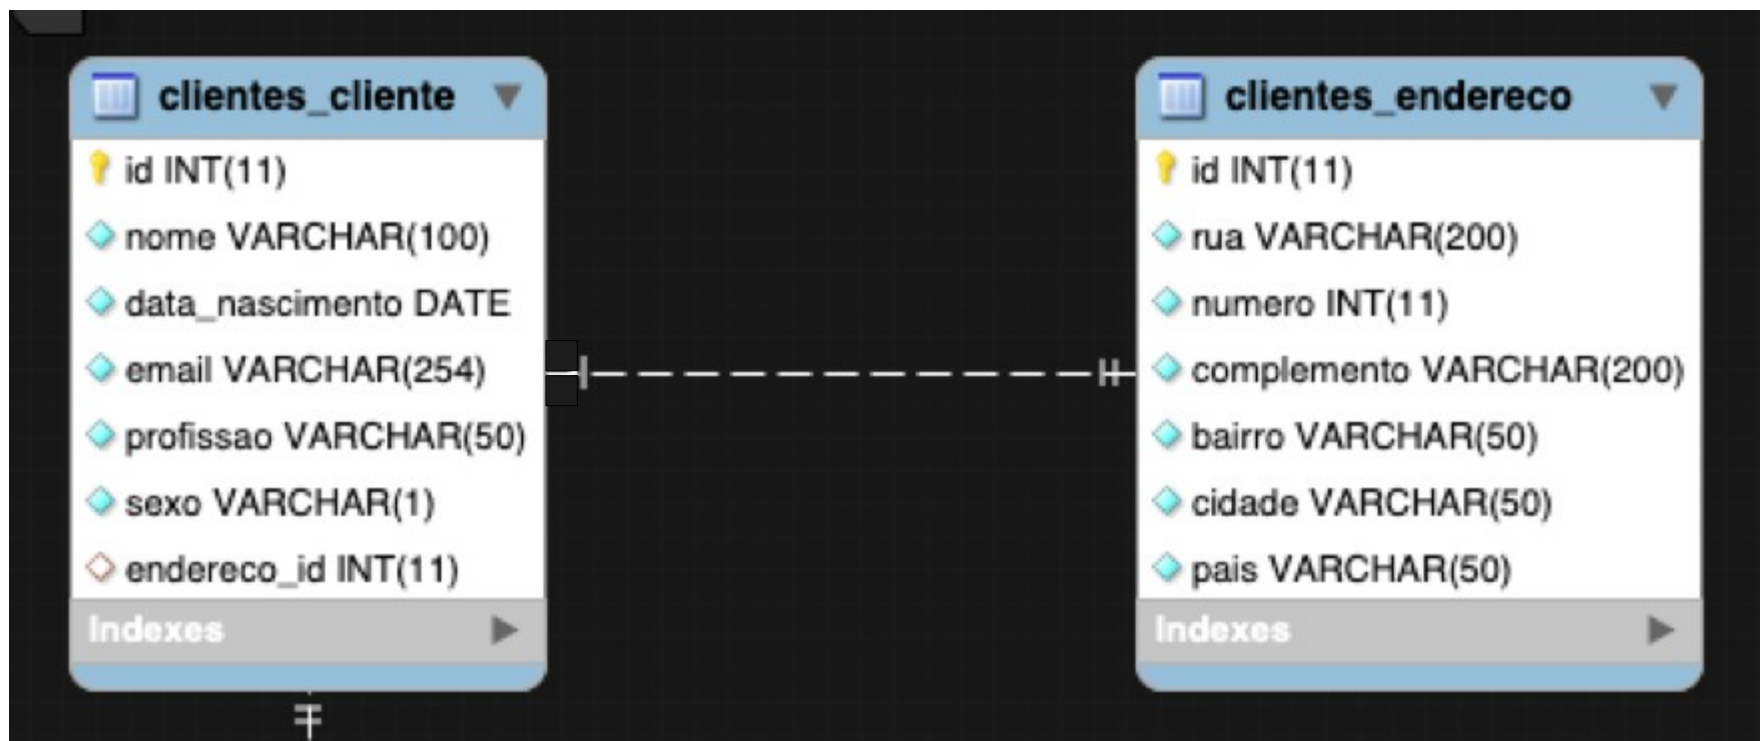 clientes_cliente
id INT(11)
nome VARCHAR(100)
data_nascimento DATE
email VARCHAR(254)
profissao VARCHAR(50)
sexo VARCHAR(1)
endereco_id INT(11)
Indexes
clientes_endereco
id INT(11)
rua VARCHAR(200)
numero INT(11)
complemento VARCHAR(200)
bairro VARCHAR(50)
cidade VARCHAR(50)
pais VARCHAR(50)
Indexes